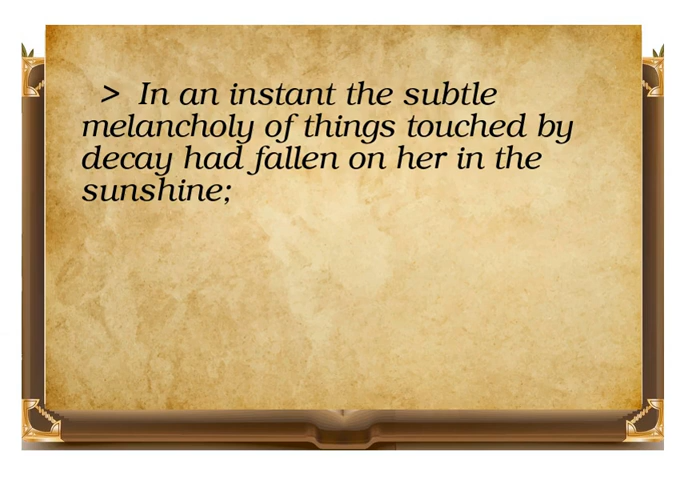 > In an instant the subtle
melancholy of things touched by
decay had fallen on her in the
sunshine;